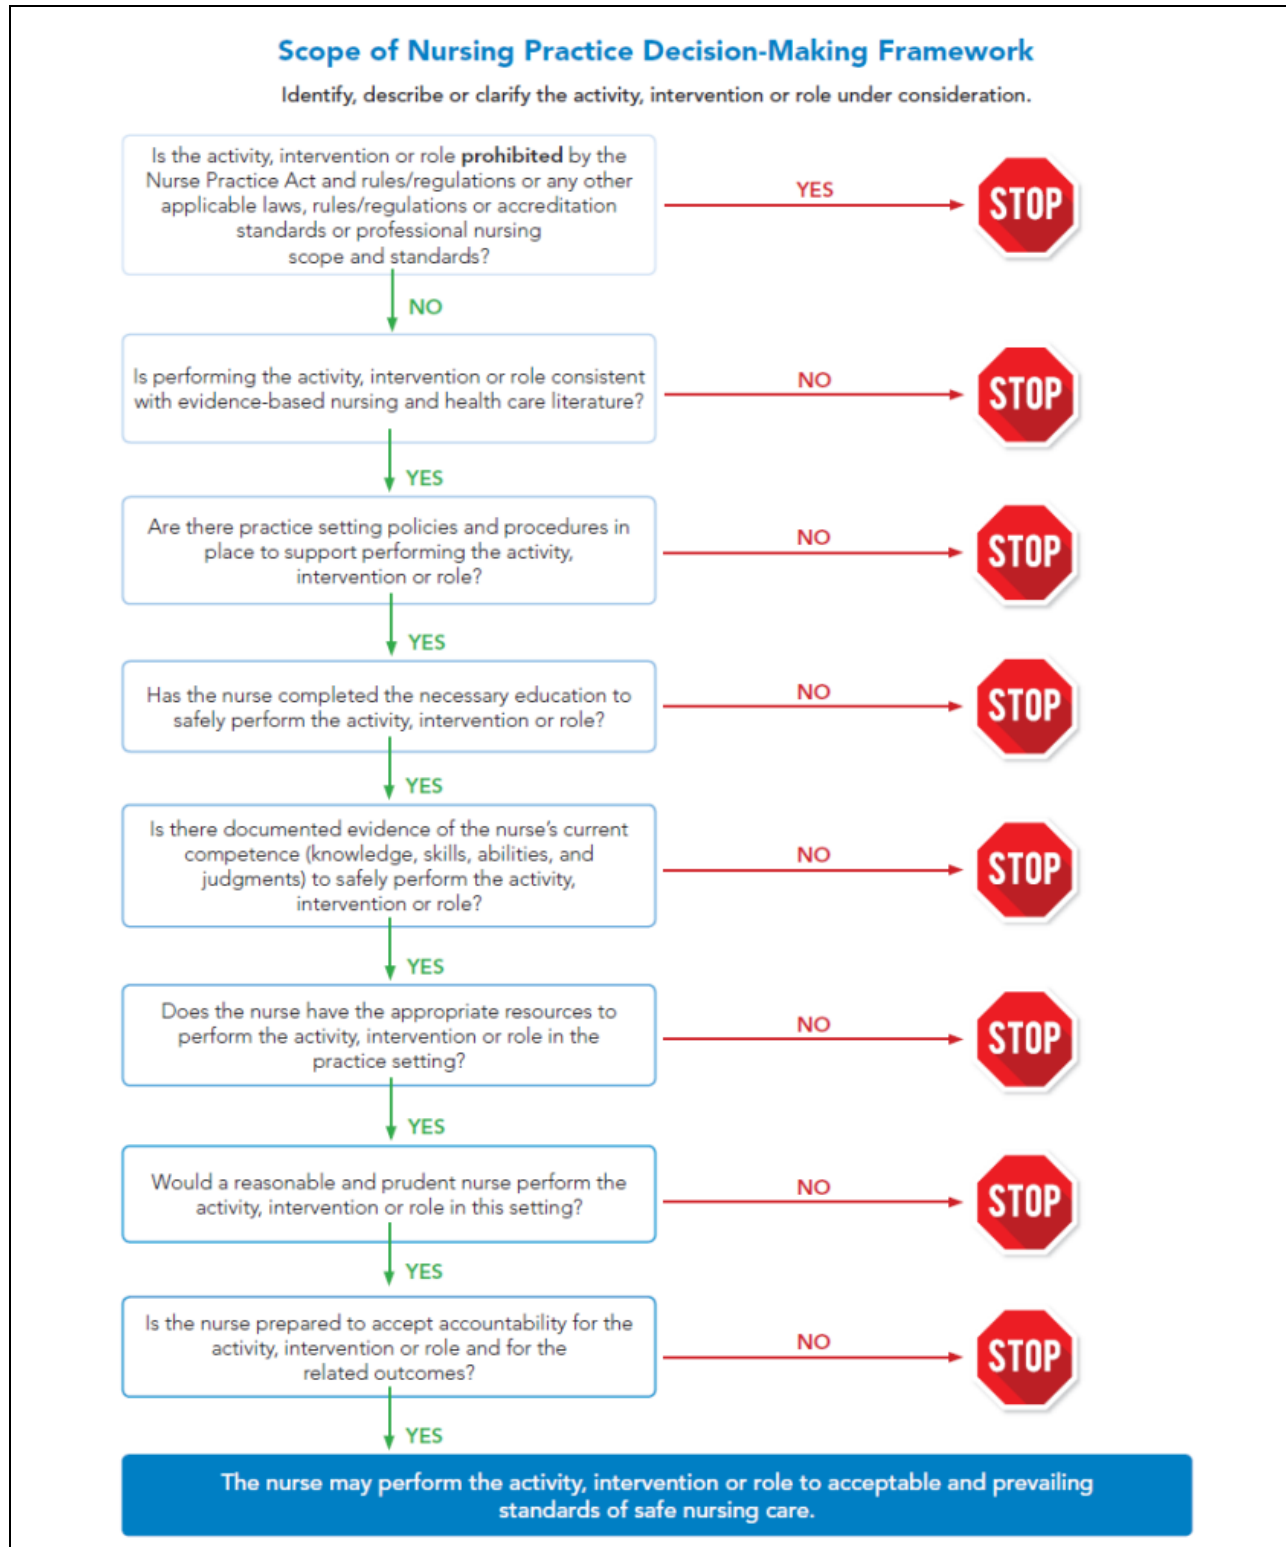 Scope of Nursing Practice Decision-Making Framework
Identify, describe or clarify the activity, intervention or role under consideration.
Is the activity, intervention or role prohibited by the
Nurse Practice Act and rules/regulations or any other
applicable laws, rules/regulations or accreditation
standards or professional nursing
scope and standards?
YES
STOP
NO
Is performing the activity, intervention or role consistent
with evidence-based nursing and health care literature?
NO
STOP
YES
Are there practice setting policies and procedures in
place to support performing the activity,
intervention or role?
NO
STOP
YES
Has the nurse completed the necessary education to
safely perform the activity, intervention or role?
NO
STOP
YES
Is there documented evidence of the nurse's current
competence (knowledge, skills, abilities, and
judgments) to safely perform the activity,
intervention or role?
NO
STOP
YES
Does the nurse have the appropriate resources to
perform the activity, intervention or role in the
practice setting?
NO
STOP
YES
Would a reasonable and prudent nurse perform the
activity, intervention or role in this setting?
NO
STOP
YES
Is the nurse prepared to accept accountability for the
activity, intervention or role and for the
related outcomes?
NO
STOP
YES
The nurse may perform the activity, intervention or role to acceptable and prevailing
standards of safe nursing care.